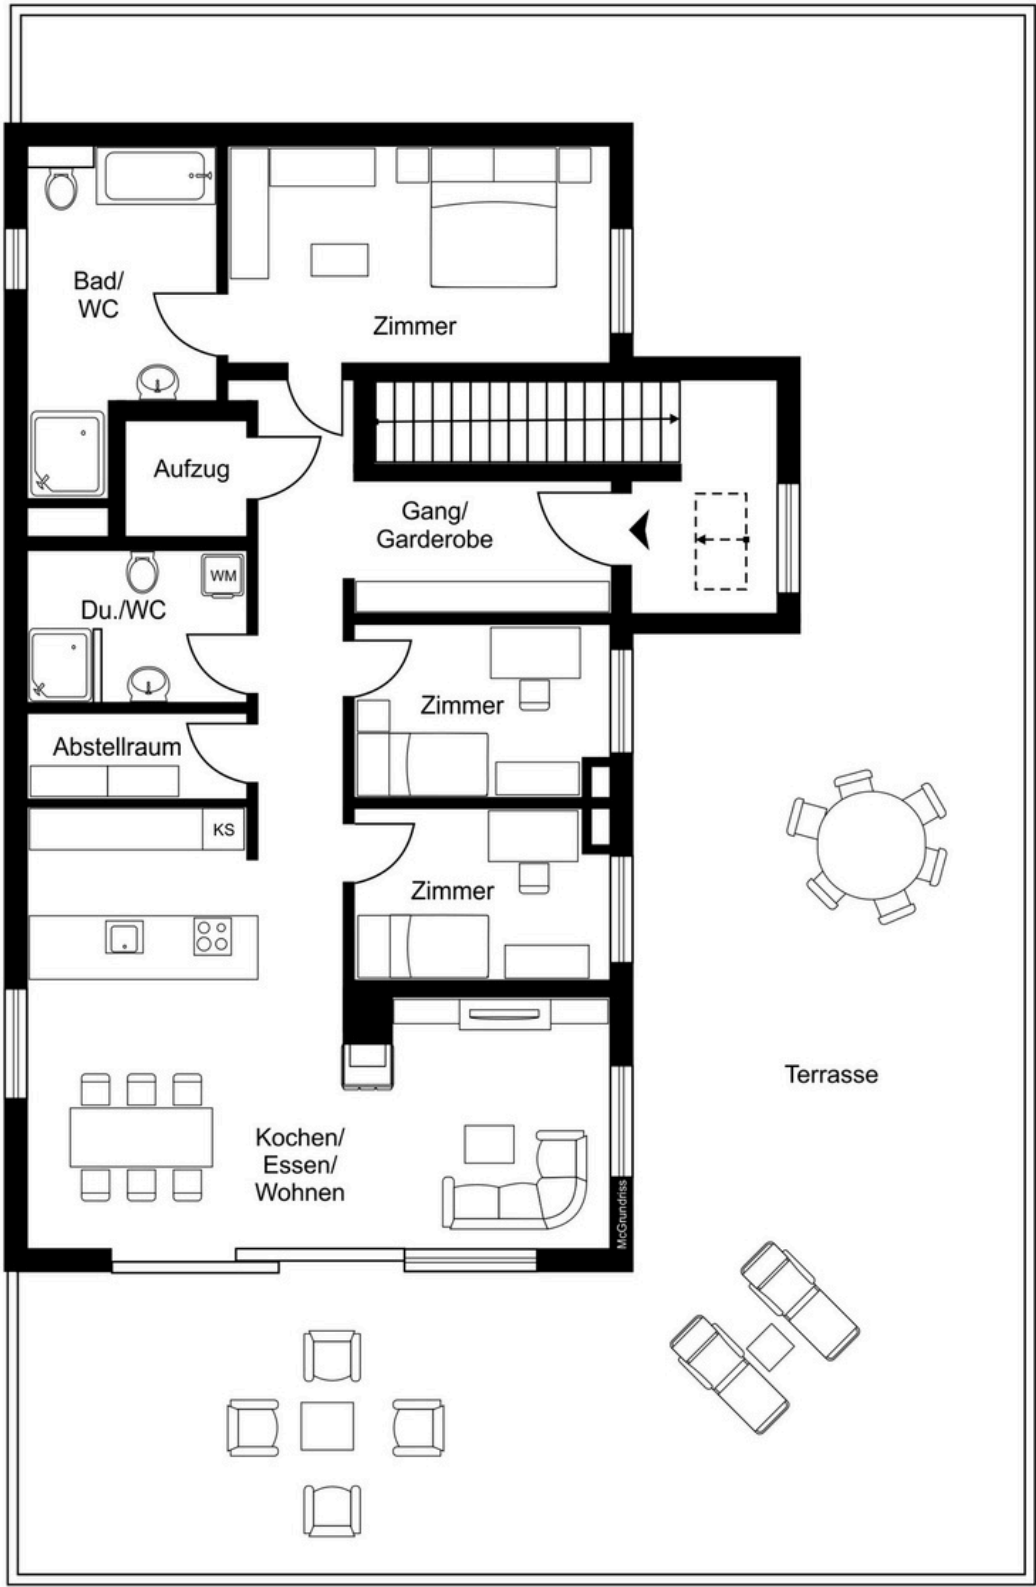 Bad/
WC
Zimmer
Aufzug
Gang/
Garderobe
WM
Du./WC
Zimmer
Abstellraum
KS
Zimmer
Terrasse
Kochen/
Essen/
Wohnen
McGrundriss